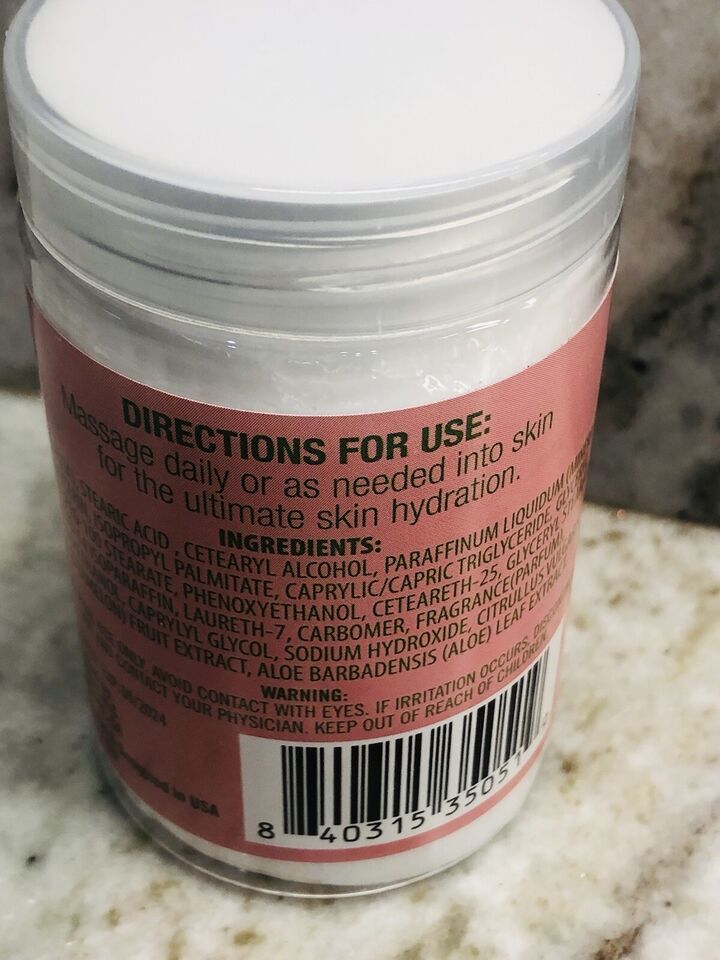 DIRECTIONS FOR USE:
Massage daily or as needed into skin
for the ultimate skin hydration.
INGREDIENTS:
STEARIC ACID, CETEARYL ALCOHOL, PARAFFINUM LIQUIDUM
ISOPROPYL PALMITATE, CAPRYLIC/CAPRIC TRIGLYCERIDE,
STEARATE, PHENOXYETHANOL, CETEARETH-25, GLYCERYL
LAURETH-7, CARBOMER, FRAGRANCE(PARFUM),
CAPRYLYL GLYCOL, SODIUM HYDROXIDE, CITRULLUS
FRUIT EXTRACT, ALOE BARBADENSIS (ALOE) LEAF EXTRACT
WARNING:
ONLY. AVOID CONTACT WITH EYES. IF IRRITATION OCCURS,
CONTACT YOUR PHYSICIAN. KEEP OUT OF REACH OF CHILDREN.
in USA
8 40315 35051